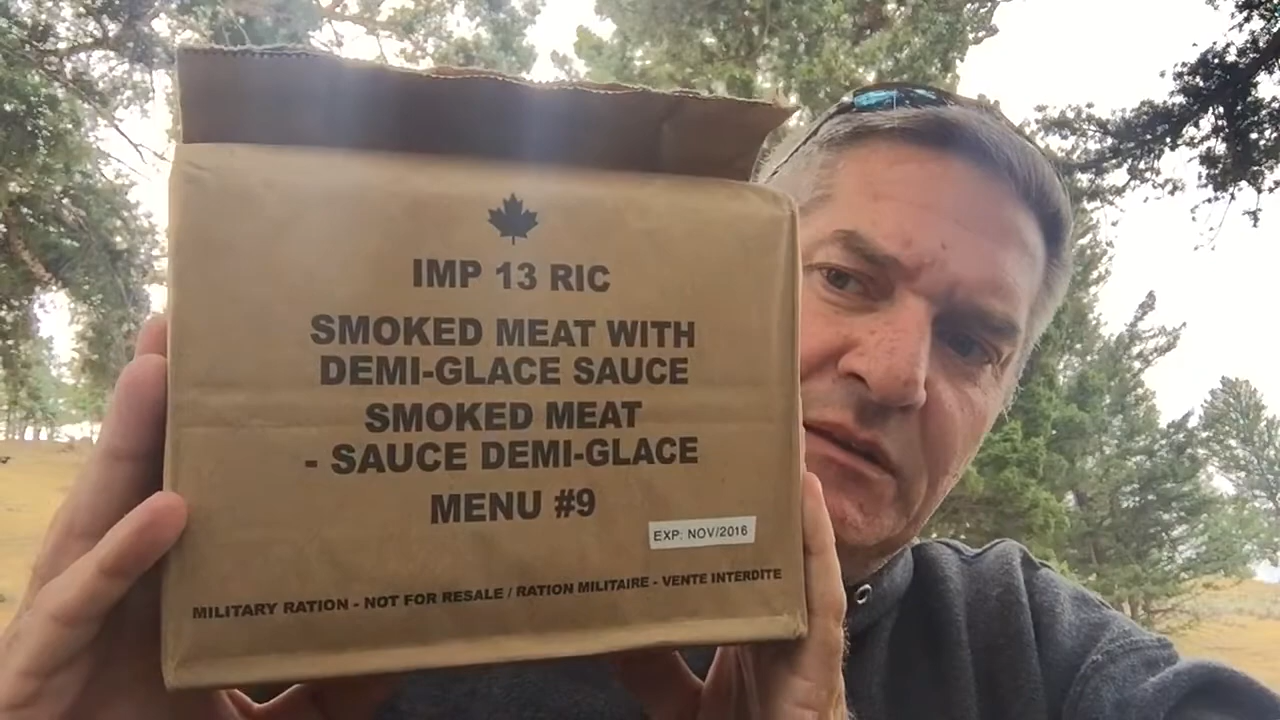 IMP 13 RIC
SMOKED MEAT WITH
DEMI-GLACE SAUCE
SMOKED MEAT
- SAUCE DEMI-GLACE
MENU #9
EXP: NOV/2016
MILITARY RATION - NOT FOR RESALE / RATION MILITAIRE - VENTE INTERDITE